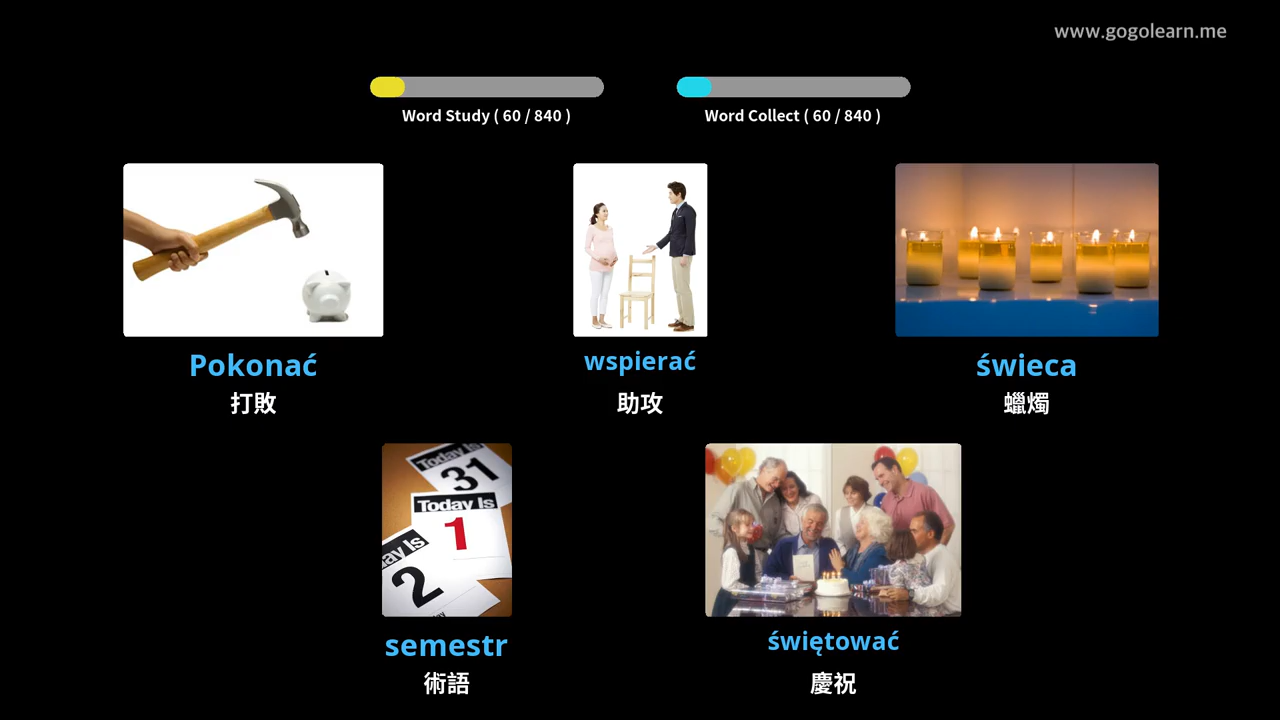 www.gogolearn.me
Word Study ( 60 / 840 )
Word Collect ( 60 / 840 )
Pokonać
打敗
wspierać
助攻
świeca
蠟燭
Today Is
31
Today Is
1
ay Is
2
semestr
術語
świętować
慶祝